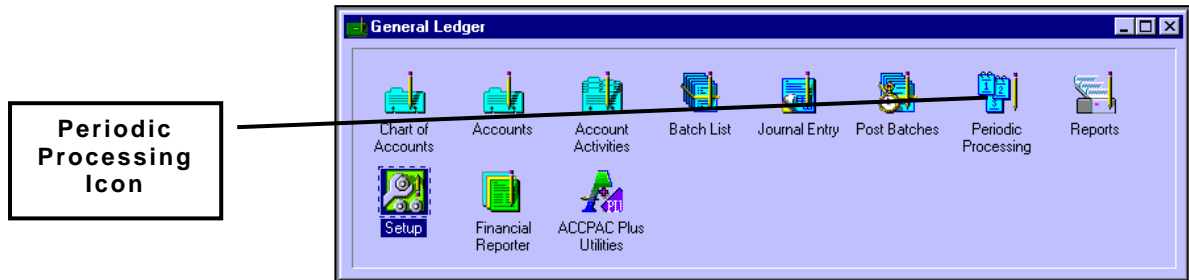 General Ledger
Periodic
Processing
Icon
Chart of
Accounts
Accounts
Account
Activities
Batch List
Journal Entry
Post Batches
Periodic
Processing
Reports
Setup
Financial
Reporter
ACCPAC Plus
Utilities